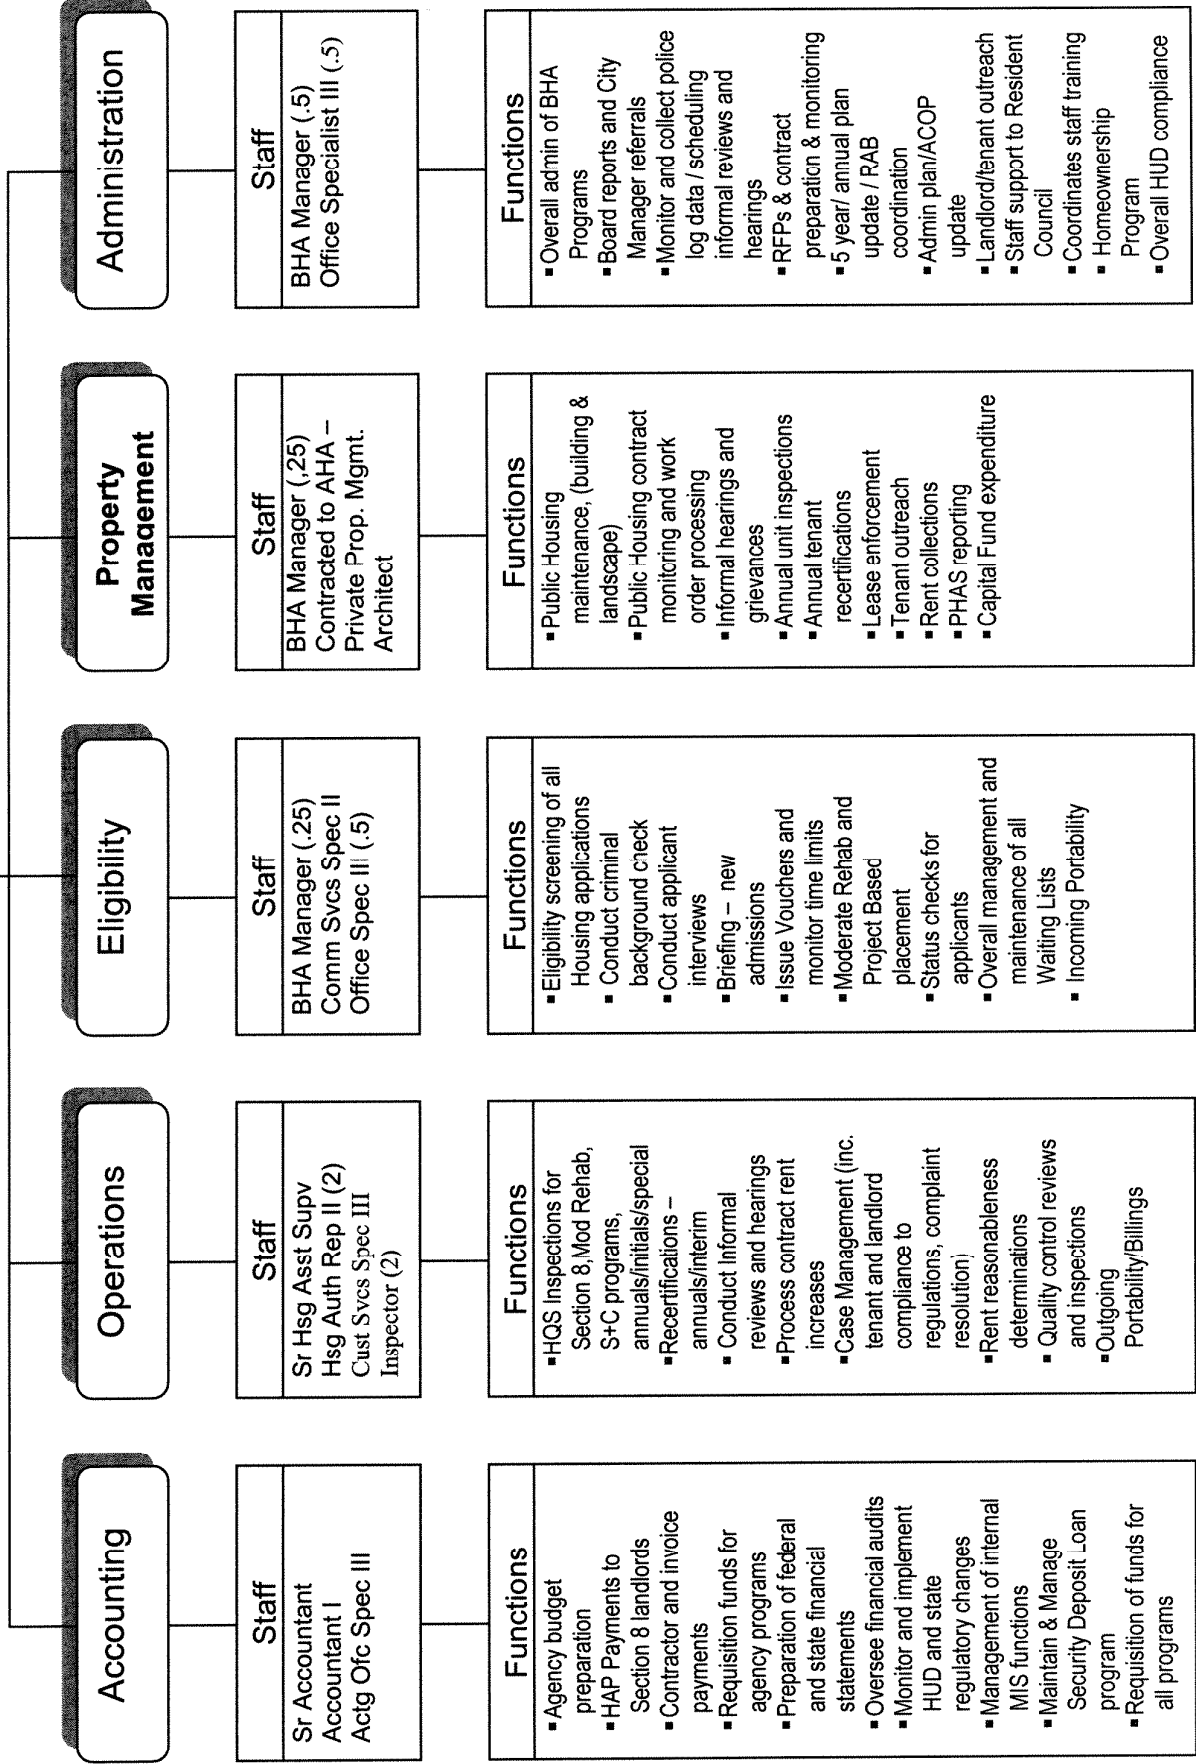 Accounting
Staff
Sr Accountant
Accountant I
Actg Ofc Spec III
Functions
▪Agency budget
preparation
▪HAP Payments to
Section 8 landlords
▪Contractor and invoice
payments
▪Requisition funds for
agency programs
▪Preparation of federal
and state financial
statements
▪Oversee financial audits
▪Monitor and implement
HUD and state
regulatory changes
▪Management of internal
MIS functions
▪Maintain & Manage
Security Deposit Loan
program
▪Requisition of funds for
all programs
Operations
Staff
Sr Hsg Asst Supv
Hsg Auth Rep II (2)
Cust Svcs Spec III
Inspector (2)
Functions
▪HQS Inspections for
Section 8,Mod Rehab,
S+C programs,
annuals/initials/special
▪Recertifications –
annuals/interim
▪ Conduct Informal
reviews and hearings
▪Process contract rent
increases
▪Case Management (inc.
tenant and landlord
compliance to
regulations, complaint
resolution)
▪Rent reasonableness
determinations
▪ Quality control reviews
and inspections
▪Outgoing
Portability/Billings
Eligibility
Staff
BHA Manager (.25)
Comm Svcs Spec II
Office Spec III (.5)
Functions
▪Eligibility screening of all
Housing applications
▪ Conduct criminal
background check
▪Conduct applicant
interviews
▪Briefing – new
admissions
▪Issue Vouchers and
monitor time limits
▪Moderate Rehab and
Project Based
placement
▪Status checks for
applicants
▪Overall management and
maintenance of all
Waiting Lists
▪ Incoming Portability
Property
Management
Staff
BHA Manager (,25)
Contracted to AHA –
Private Prop. Mgmt.
Architect
Functions
▪Public Housing
maintenance, (building &
landscape)
▪Public Housing contract
monitoring and work
order processing
▪Informal hearings and
grievances
▪Annual unit inspections
▪Annual tenant
recertifications
▪Lease enforcement
▪Tenant outreach
▪Rent collections
▪PHAS reporting
▪Capital Fund expenditure
Administration
Staff
BHA Manager (.5)
Office Specialist III (.5)
Functions
▪Overall admin of BHA
Programs
▪Board reports and City
Manager referrals
▪Monitor and collect police
log data / scheduling
informal reviews and
hearings
▪RFPs & contract
preparation & monitoring
▪5 year/ annual plan
update / RAB
coordination
▪Admin plan/ACOP
update
▪Landlord/tenant outreach
▪Staff support to Resident
Council
▪Coordinates staff training
▪ Homeownership
Program
▪Overall HUD compliance